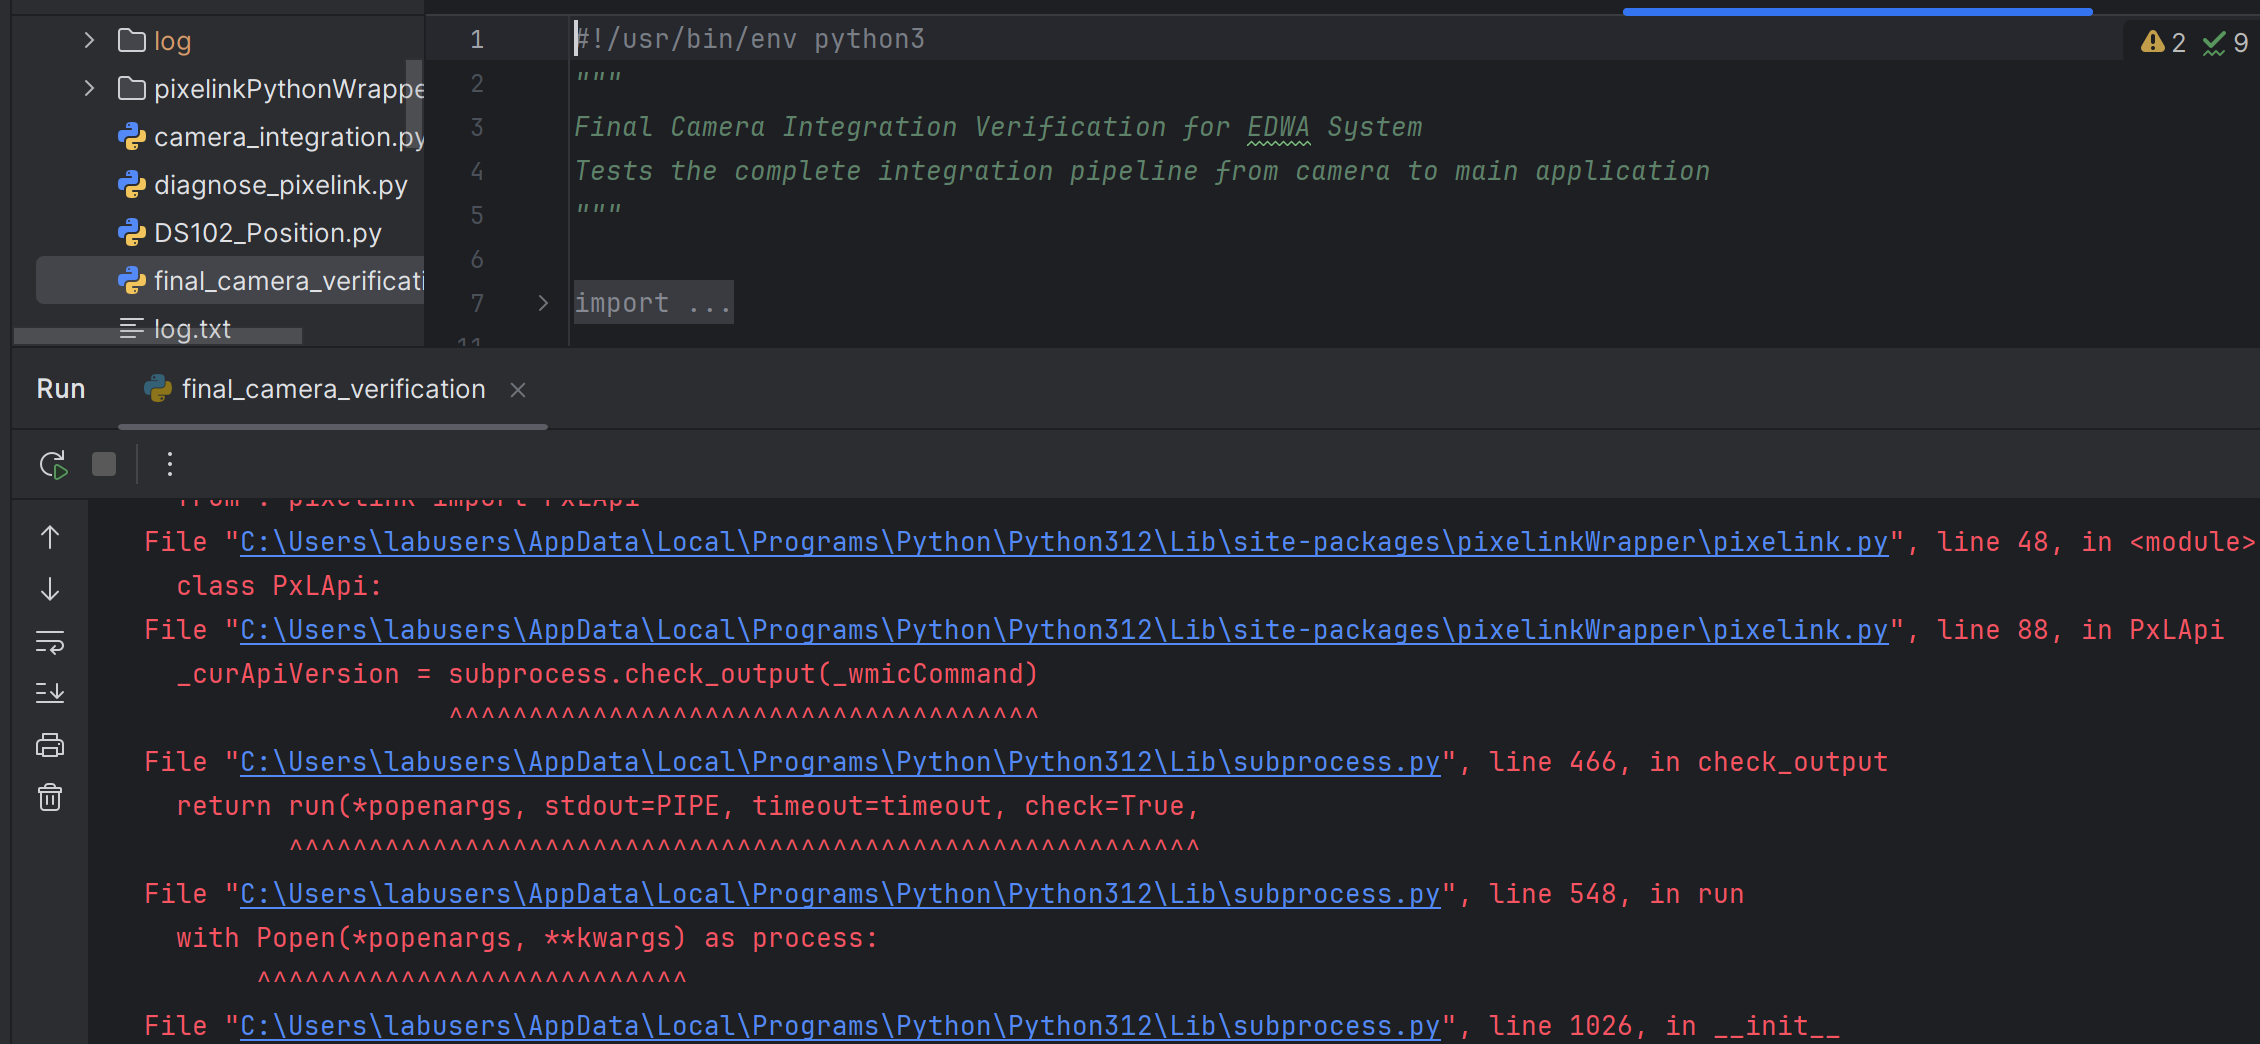 log
pixelinkPythonWrappe
camera_integration.py
diagnose_pixelink.py
DS102_Position.py
final_camera_verificati
log.txt
1 #!/usr/bin/env python3
2 """
3 Final Camera Integration Verification for EDWA System
4 Tests the complete integration pipeline from camera to main application
5 """
6
7 import ...
11
2 9
Run final_camera_verification
from . pixelink import PxLApi
File "C:\Users\labusers\AppData\Local\Programs\Python\Python312\Lib\site-packages\pixelinkWrapper\pixelink.py", line 48, in <module>
class PxLApi:
File "C:\Users\labusers\AppData\Local\Programs\Python\Python312\Lib\site-packages\pixelinkWrapper\pixelink.py", line 88, in PxLApi
_curApiVersion = subprocess.check_output(_wmicCommand)
^^^^^^^^^^^^^^^^^^^^^^^^^^^^^^^^^^^^^
File "C:\Users\labusers\AppData\Local\Programs\Python\Python312\Lib\subprocess.py", line 466, in check_output
return run(*popenargs, stdout=PIPE, timeout=timeout, check=True,
^^^^^^^^^^^^^^^^^^^^^^^^^^^^^^^^^^^^^^^^^^^^^^^^^^^^^^^^^
File "C:\Users\labusers\AppData\Local\Programs\Python\Python312\Lib\subprocess.py", line 548, in run
with Popen(*popenargs, **kwargs) as process:
^^^^^^^^^^^^^^^^^^^^^^^^^^^
File "C:\Users\labusers\AppData\Local\Programs\Python\Python312\Lib\subprocess.py", line 1026, in __init__